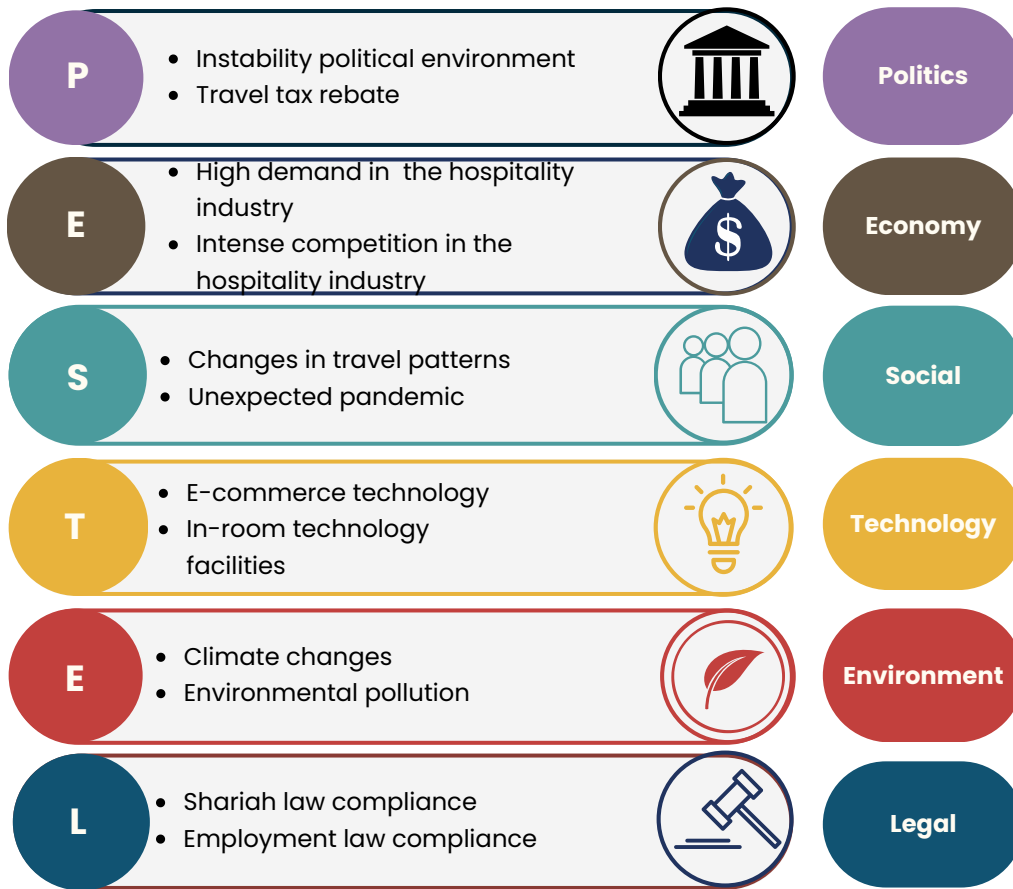 P
• Instability political environment
• Travel tax rebate
Politics
E
• High demand in  the hospitality
industry
• Intense competition in the
hospitality industry
$
Economy
S
• Changes in travel patterns
• Unexpected pandemic
Social
T
• E-commerce technology
• In-room technology
facilities
Technology
E
• Climate changes
• Environmental pollution
Environment
L
• Shariah law compliance
• Employment law compliance
Legal